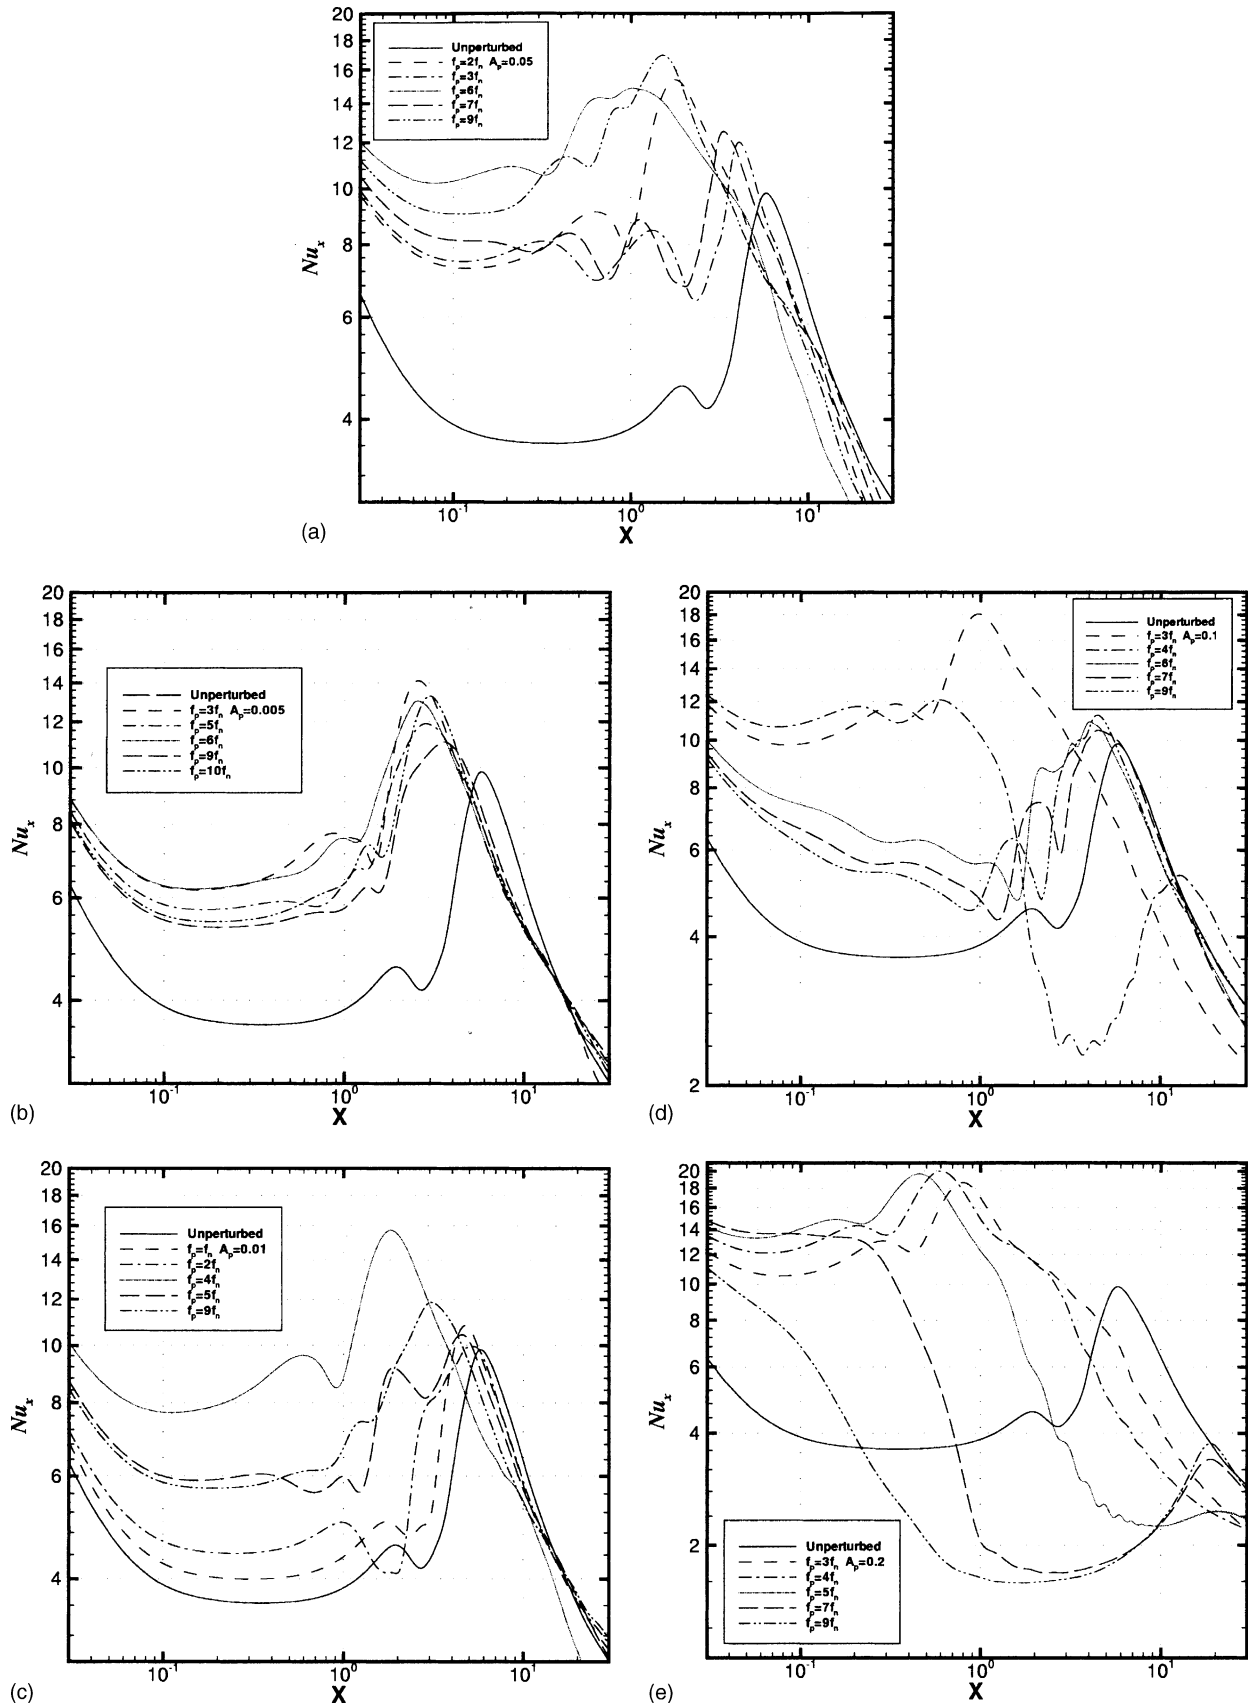 20
18
16
14
12
10
8
6
4
Nu_x
Unperturbed
f_p=2f_n A_p=0.05
f_p=3f_n
f_p=6f_n
f_p=7f_n
f_p=9f_n
10^-1 10^0 10^1
X
(a)
20
18
16
14
12
10
8
6
4
Nu_x
Unperturbed
f_p=3f_n A_p=0.005
f_p=5f_n
f_p=6f_n
f_p=9f_n
f_p=10f_n
10^-1 10^0 10^1
X
(b)
20
18
16
14
12
10
8
6
4
2
Nu_x
Unperturbed
f_p=3f_n A_p=0.1
f_p=4f_n
f_p=6f_n
f_p=7f_n
f_p=9f_n
10^-1 10^0 10^1
X
(d)
20
18
16
14
12
10
8
6
4
Nu_x
Unperturbed
f_p=f_n A_p=0.01
f_p=2f_n
f_p=4f_n
f_p=5f_n
f_p=9f_n
10^-1 10^0 10^1
X
(c)
20
18
16
14
12
10
8
6
4
2
Nu_x
Unperturbed
f_p=3f_n A_p=0.2
f_p=4f_n
f_p=5f_n
f_p=7f_n
f_p=9f_n
10^-1 10^0 10^1
X
(e)